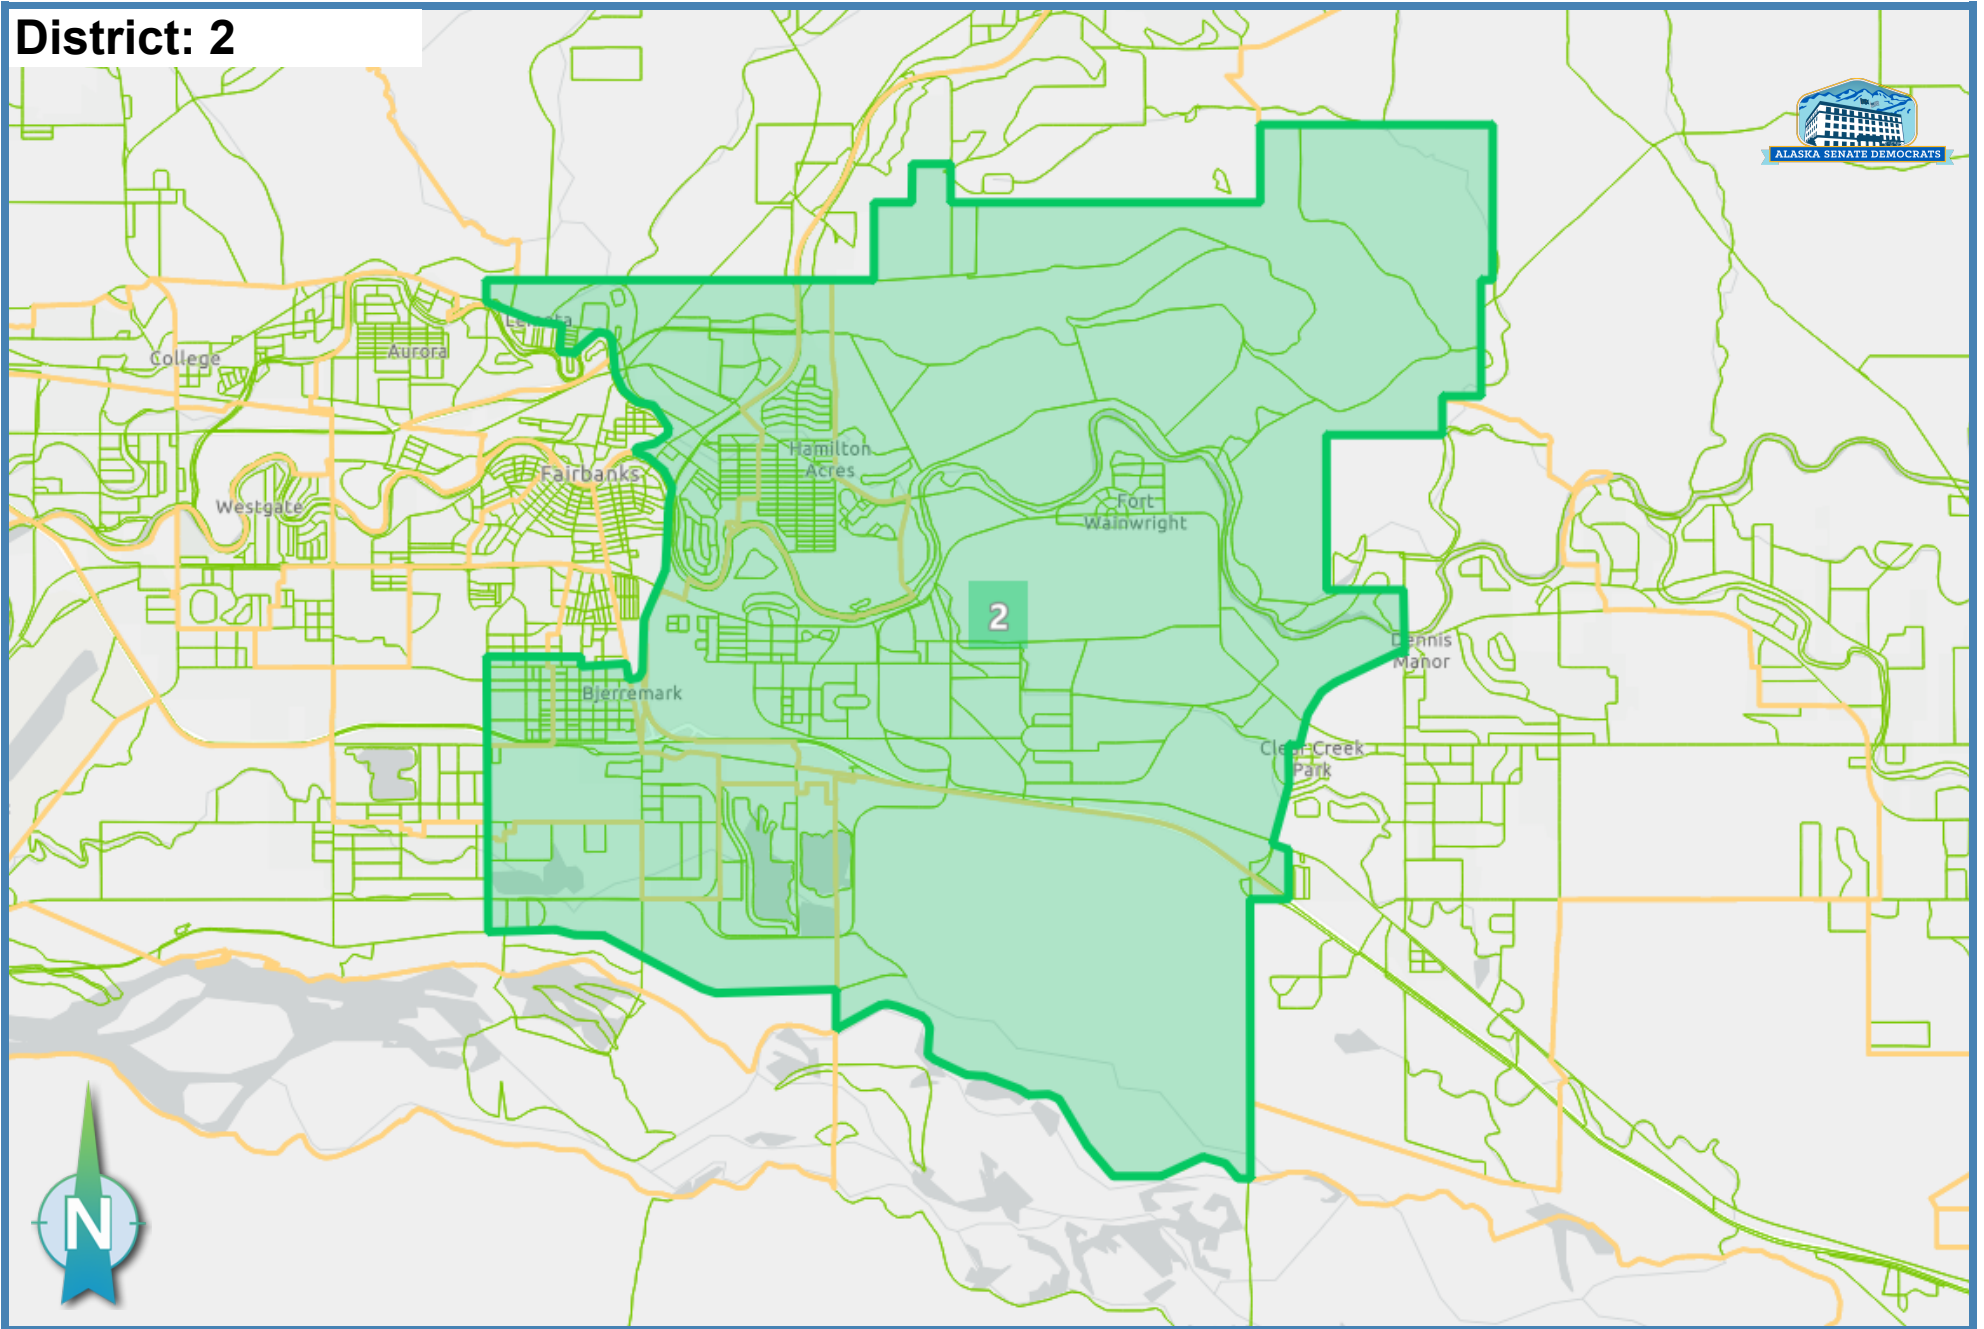 District: 2
ALASKA SENATE DEMOCRATS
Lemeta
College
Aurora
Hamilton
Acres
Fairbanks
Westgate
Fort
Wainwright
2
Dennis
Manor
Bjerremark
Clear Creek
Park
N